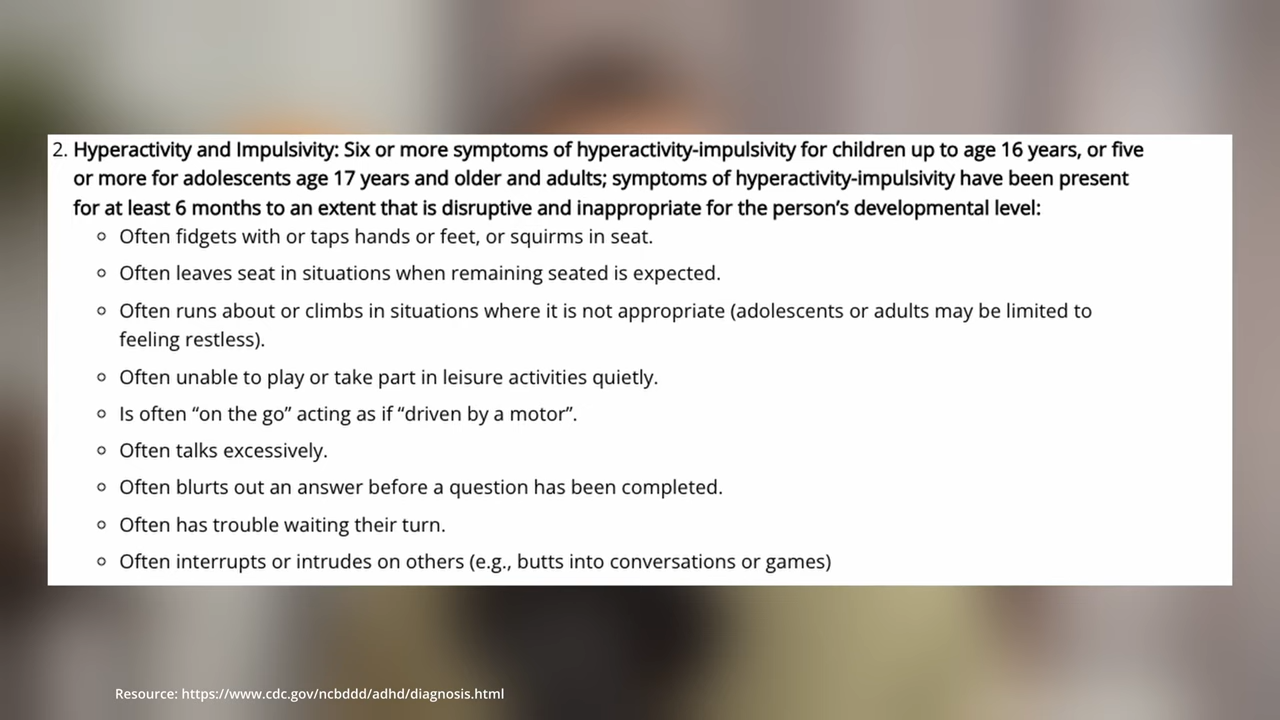 2. Hyperactivity and Impulsivity: Six or more symptoms of hyperactivity-impulsivity for children up to age 16 years, or five
or more for adolescents age 17 years and older and adults; symptoms of hyperactivity-impulsivity have been present
for at least 6 months to an extent that is disruptive and inappropriate for the person’s developmental level:
Often fidgets with or taps hands or feet, or squirms in seat.
Often leaves seat in situations when remaining seated is expected.
Often runs about or climbs in situations where it is not appropriate (adolescents or adults may be limited to
feeling restless).
Often unable to play or take part in leisure activities quietly.
Is often “on the go” acting as if “driven by a motor”.
Often talks excessively.
Often blurts out an answer before a question has been completed.
Often has trouble waiting their turn.
Often interrupts or intrudes on others (e.g., butts into conversations or games)
Resource: https://www.cdc.gov/ncbddd/adhd/diagnosis.html